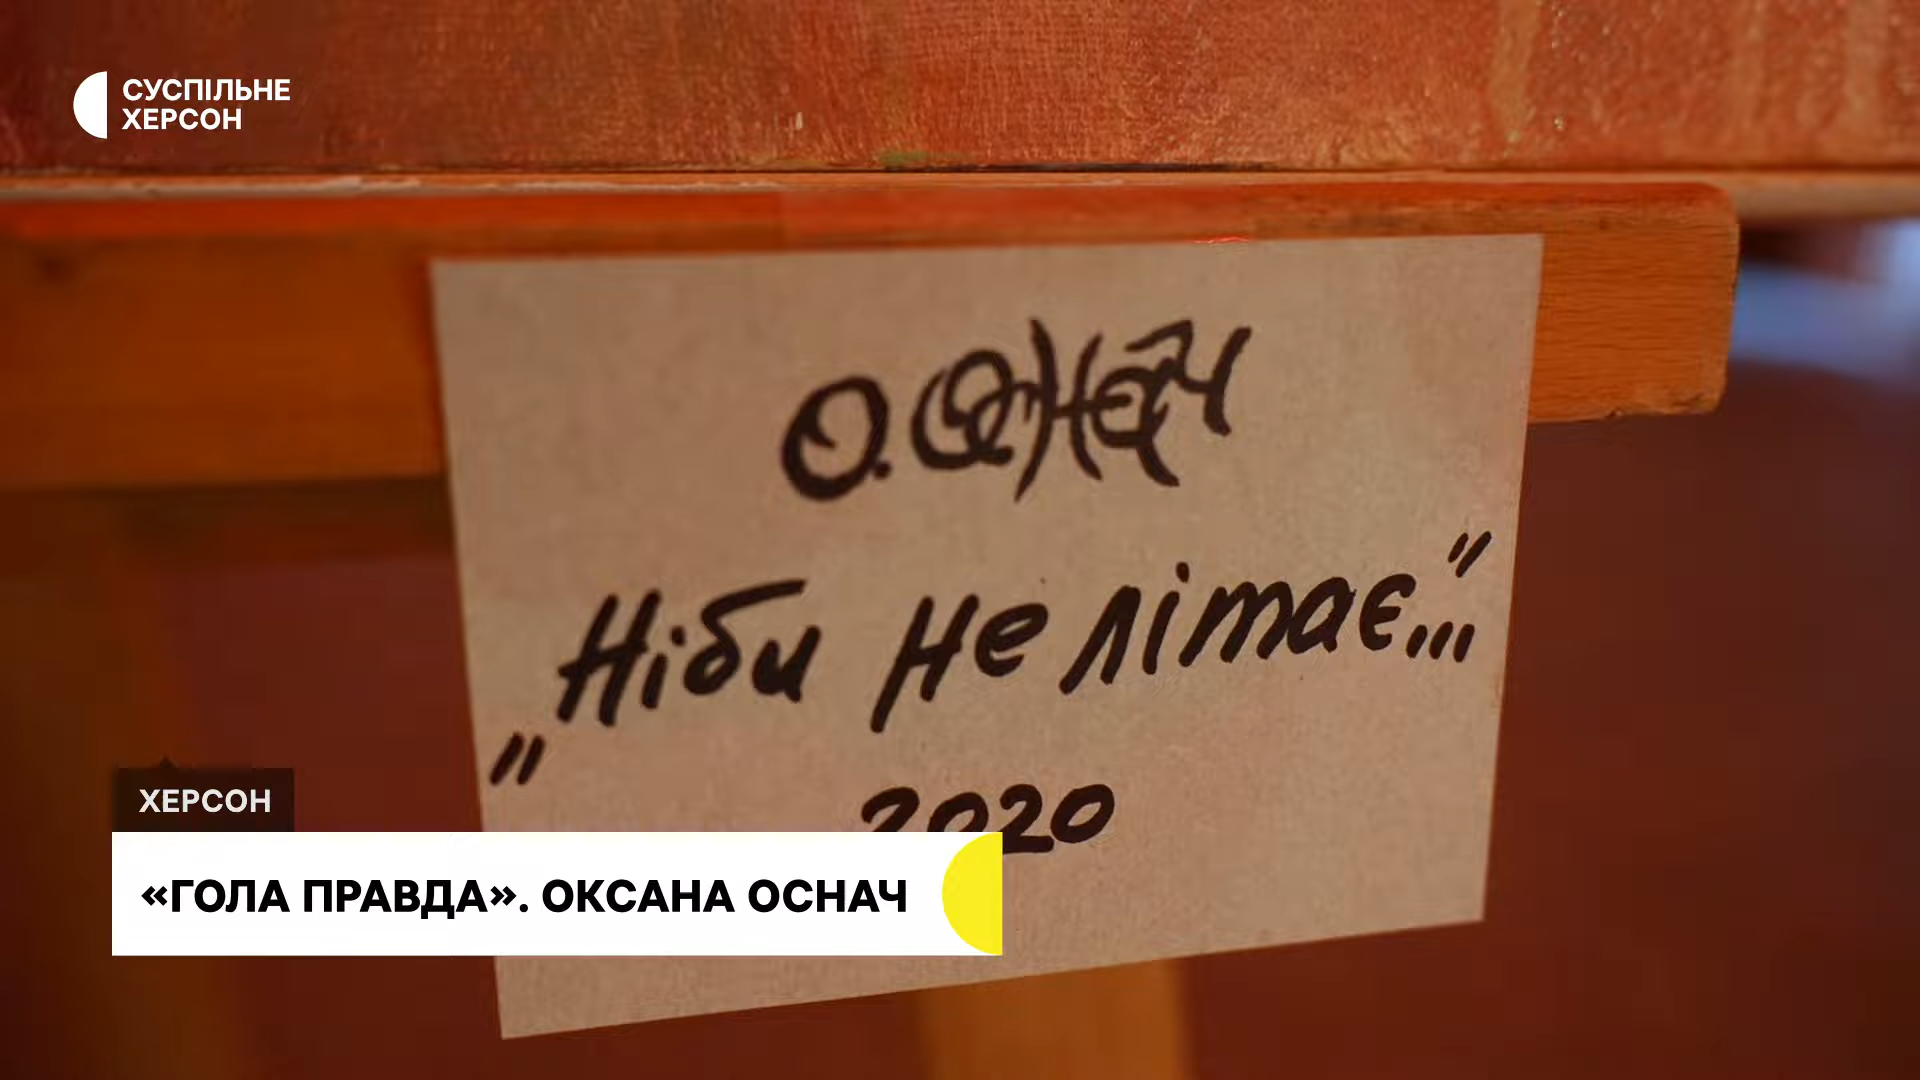 СУСПІЛЬНЕ
ХЕРСОН
О. Оснач
„Ніби не літає..."
2020
ХЕРСОН
«ГОЛА ПРАВДА». ОКСАНА ОСНАЧ